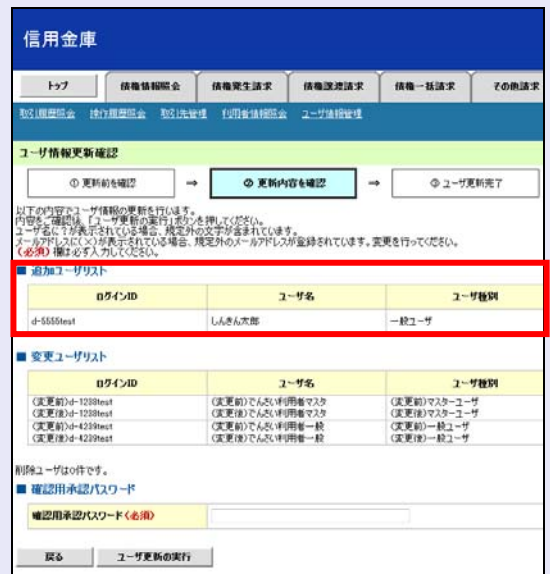 信用金庫
トップ 債権情報照会 債権発生請求 債権譲渡請求 債権一括請求 その他請求
取引履歴照会 操作履歴照会 取引先管理 利用者情報照会 ユーザ情報管理
ユーザ情報更新確認
① 更新前を確認 ⇒ ② 更新内容を確認 ⇒ ③ ユーザ更新完了
以下の内容でユーザ情報の更新を行います。
内容をご確認後、「ユーザ更新の実行」ボタンを押してください。
ユーザ名に?が表示されている場合、規定外の文字が含まれています。
メールアドレスに(×)が表示されている場合、規定外のメールアドレスが登録されています。変更を行ってください。
(必須)欄は必ず入力してください。
■ 追加ユーザリスト
ログインID ユーザ名 ユーザ種別
d-5555test しんきん太郎 一般ユーザ
■ 変更ユーザリスト
ログインID ユーザ名 ユーザ種別
(変更前)d-1238test (変更前)でんさい利用者マスタ (変更前)マスターユーザ
(変更後)d-1238test (変更後)でんさい利用者マスタ (変更後)マスターユーザ
(変更前)d-4239test (変更前)でんさい利用者一般 (変更前)一般ユーザ
(変更後)d-4239test (変更後)でんさい利用者一般 (変更後)一般ユーザ
削除ユーザは0件です。
■ 確認用承認パスワード
確認用承認パスワード(必須)
戻る ユーザ更新の実行